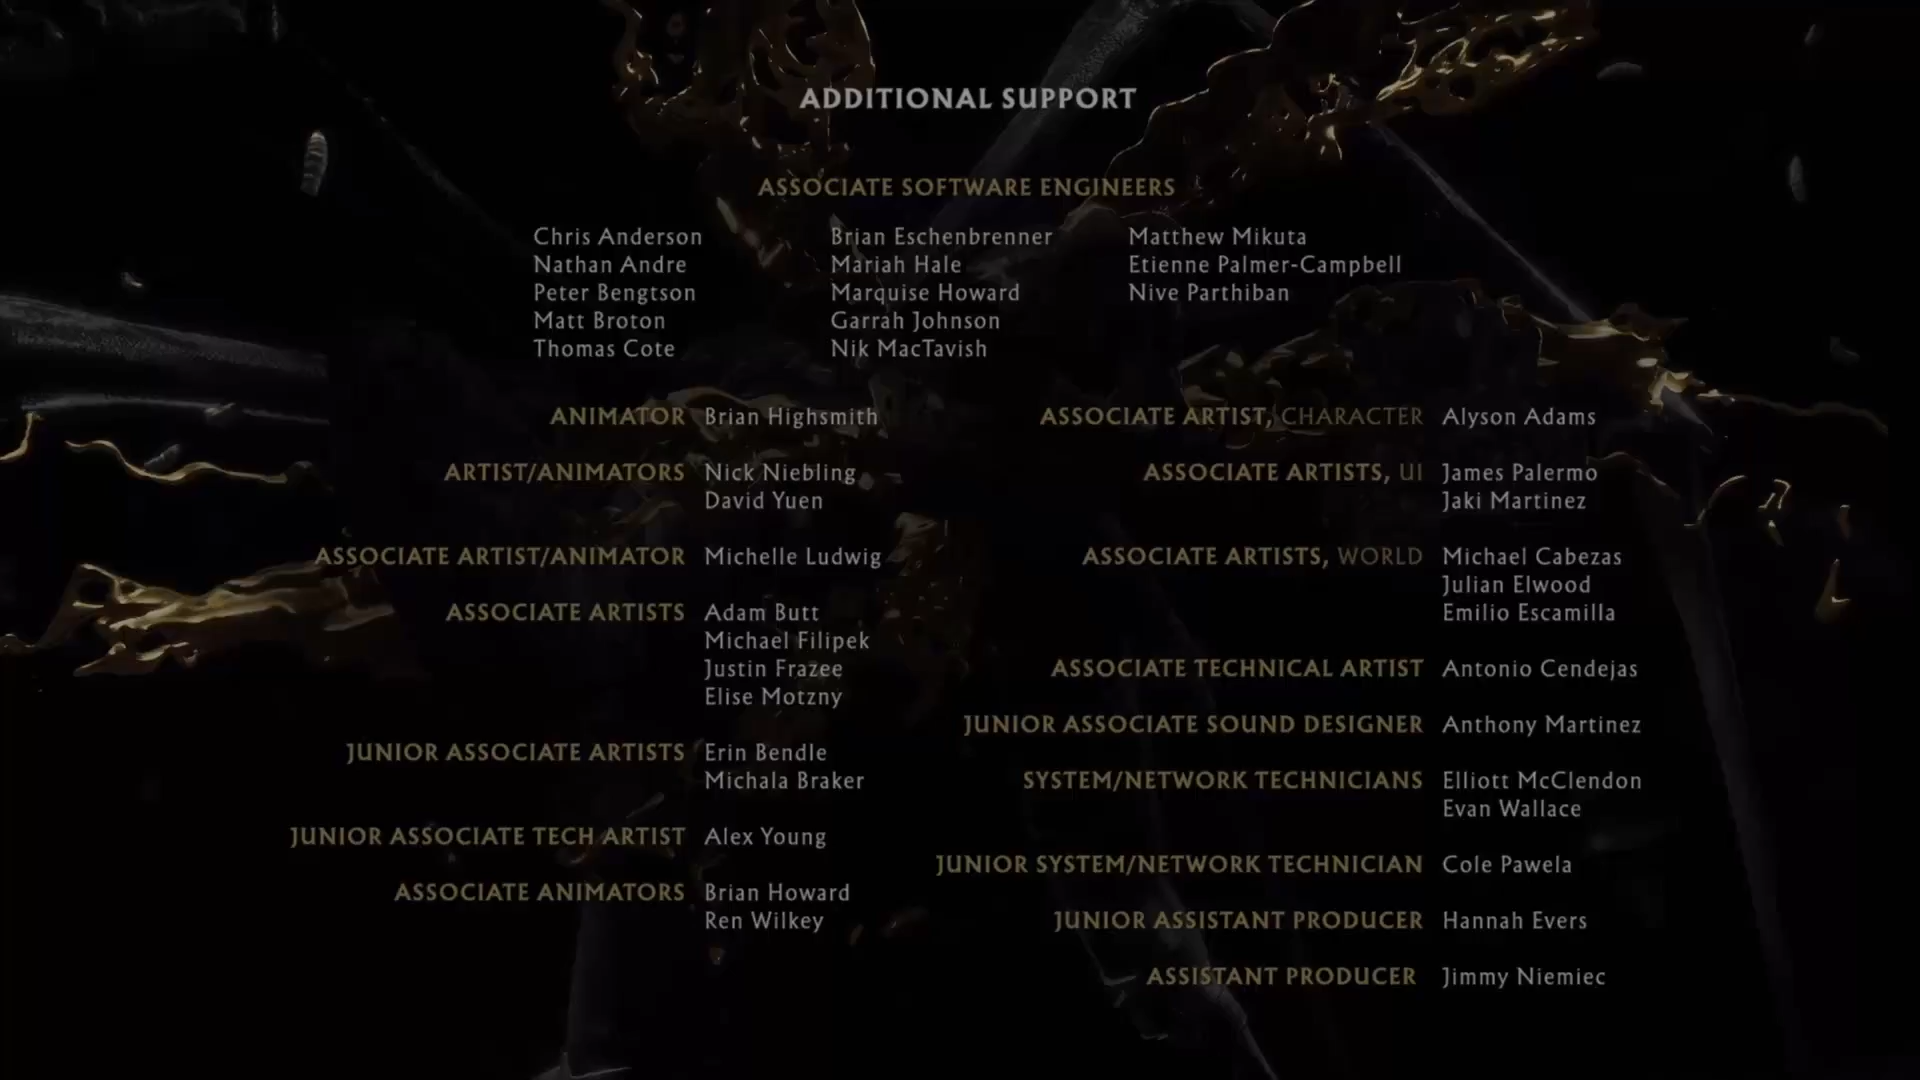 ADDITIONAL SUPPORT
ASSOCIATE SOFTWARE ENGINEERS
Chris Anderson
Nathan Andre
Peter Bengtson
Matt Broton
Thomas Cote
Brian Eschenbrenner
Mariah Hale
Marquise Howard
Garrah Johnson
Nik MacTavish
Matthew Mikuta
Etienne Palmer-Campbell
Nive Parthiban
ANIMATOR Brian Highsmith
ARTIST/ANIMATORS Nick Niebling
David Yuen
ASSOCIATE ARTIST/ANIMATOR Michelle Ludwig
ASSOCIATE ARTISTS Adam Butt
Michael Filipek
Justin Frazee
Elise Motzny
JUNIOR ASSOCIATE ARTISTS Erin Bendle
Michala Braker
JUNIOR ASSOCIATE TECH ARTIST Alex Young
ASSOCIATE ANIMATORS Brian Howard
Ren Wilkey
ASSOCIATE ARTIST, CHARACTER Alyson Adams
ASSOCIATE ARTISTS, UI James Palermo
Jaki Martinez
ASSOCIATE ARTISTS, WORLD Michael Cabezas
Julian Elwood
Emilio Escamilla
ASSOCIATE TECHNICAL ARTIST Antonio Cendejas
JUNIOR ASSOCIATE SOUND DESIGNER Anthony Martinez
SYSTEM/NETWORK TECHNICIANS Elliott McClendon
Evan Wallace
JUNIOR SYSTEM/NETWORK TECHNICIAN Cole Pawela
JUNIOR ASSISTANT PRODUCER Hannah Evers
ASSISTANT PRODUCER Jimmy Niemiec